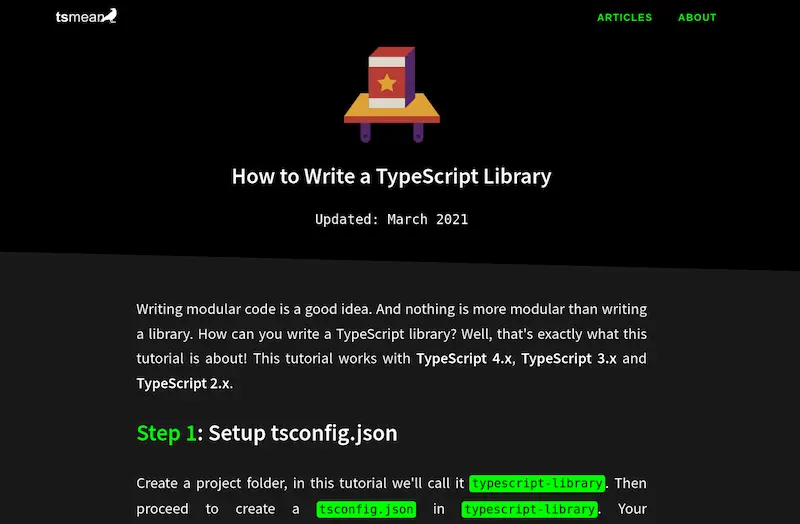 tsmean
ARTICLES ABOUT
How to Write a TypeScript Library
Updated: March 2021
Writing modular code is a good idea. And nothing is more modular than writing
a library. How can you write a TypeScript library? Well, that's exactly what this
tutorial is about! This tutorial works with TypeScript 4.x, TypeScript 3.x and
TypeScript 2.x.
Step 1: Setup tsconfig.json
Create a project folder, in this tutorial we'll call it typescript-library. Then
proceed to create a tsconfig.json in typescript-library. Your